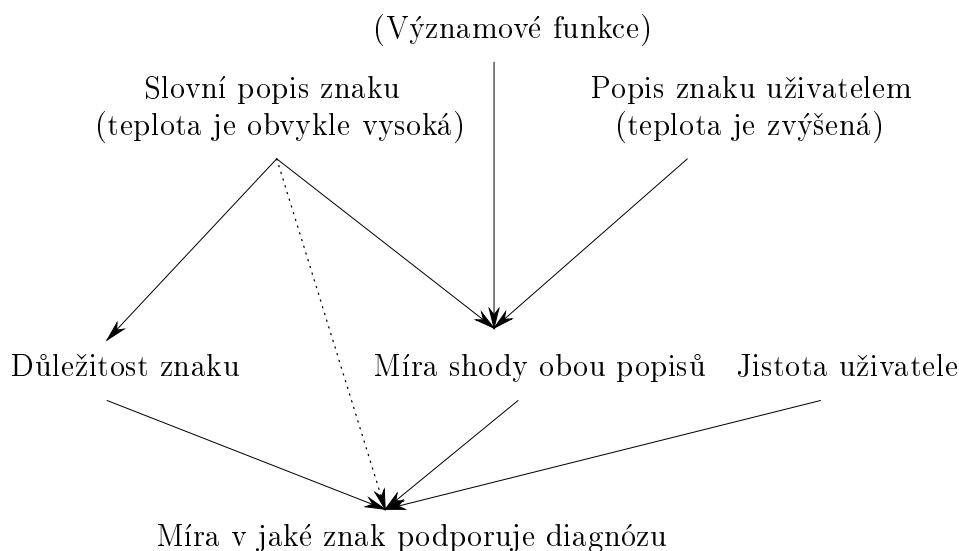 (Významové funkce)
Slovní popis znaku
(teplota je obvykle vysoká)
Popis znaku uživatelem
(teplota je zvýšená)
Důležitost znaku
Míra shody obou popisů
Jistota uživatele
Míra v jaké znak podporuje diagnózu